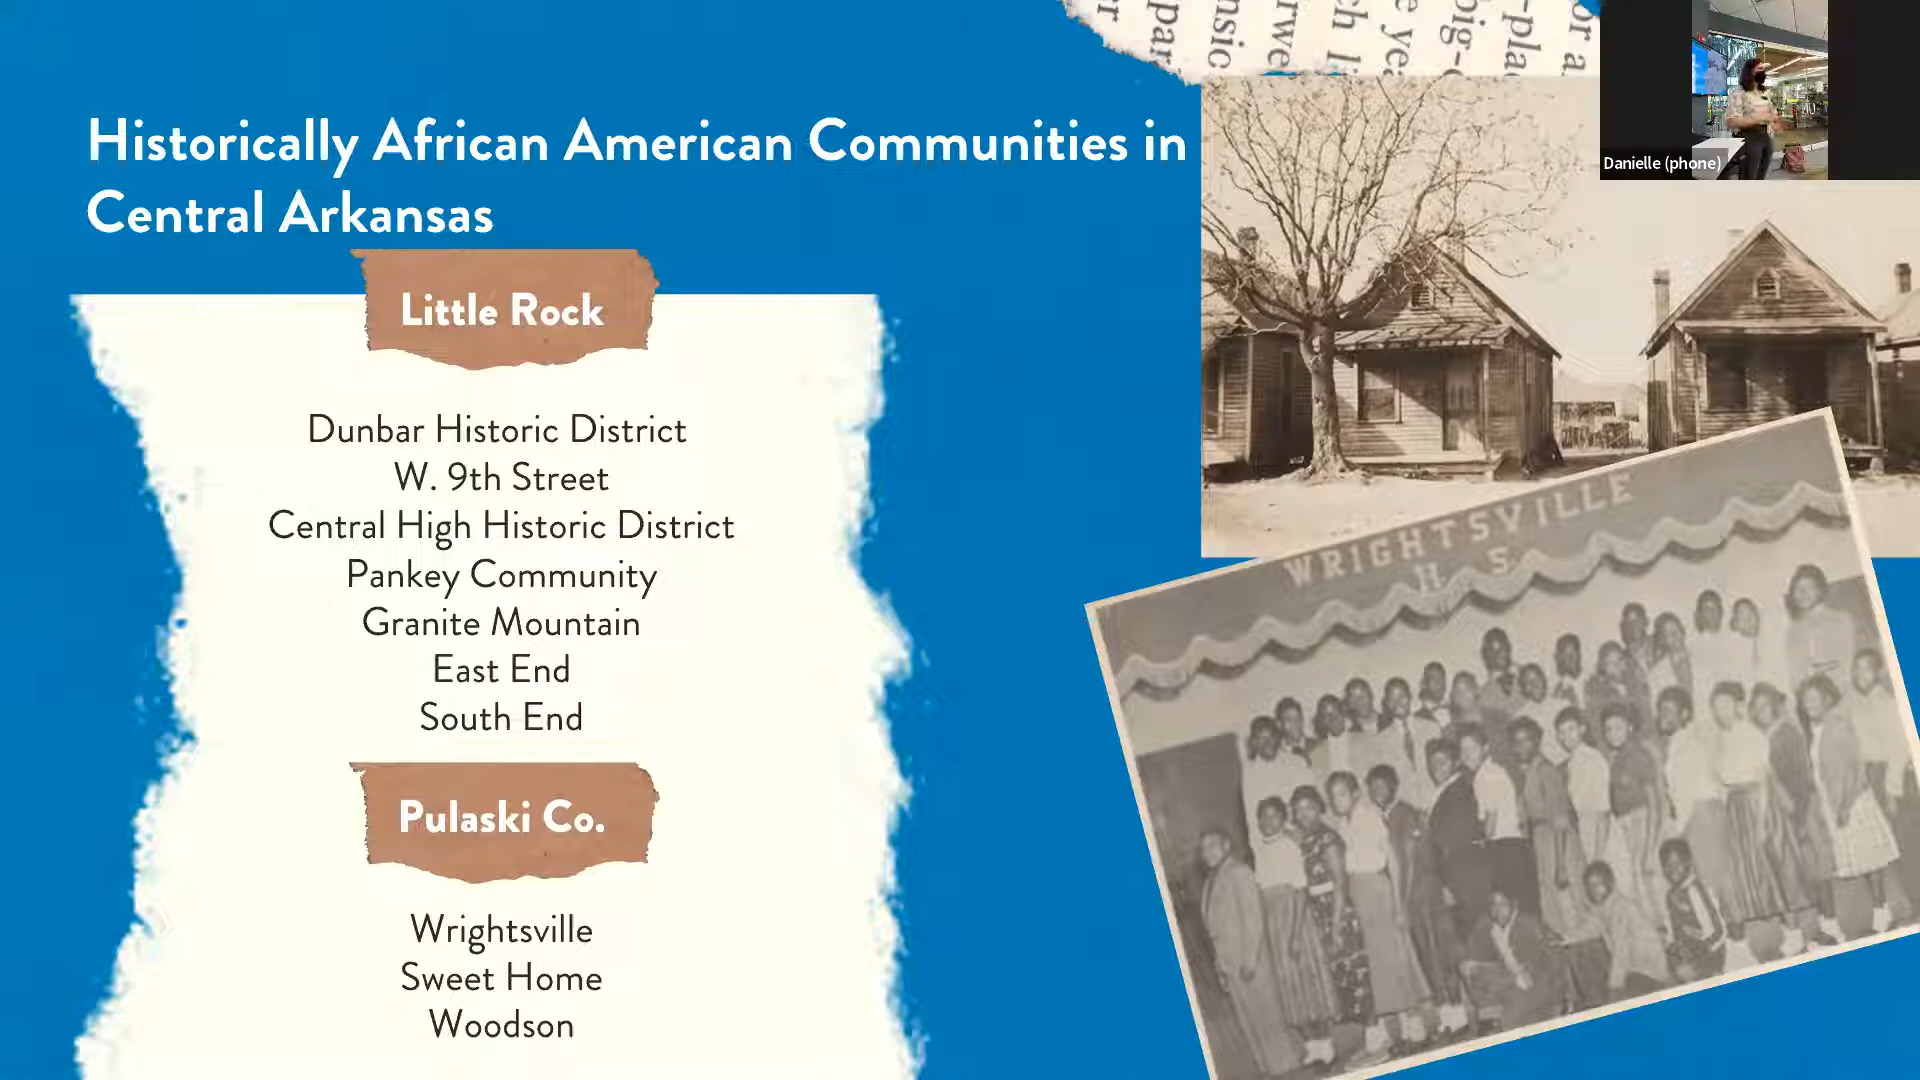 Historically African American Communities in
Central Arkansas
Little Rock
Dunbar Historic District
W. 9th Street
Central High Historic District
Pankey Community
Granite Mountain
East End
South End
Pulaski Co.
Wrightsville
Sweet Home
Woodson
Danielle (phone)
WRIGHTSVILLE
H. S.